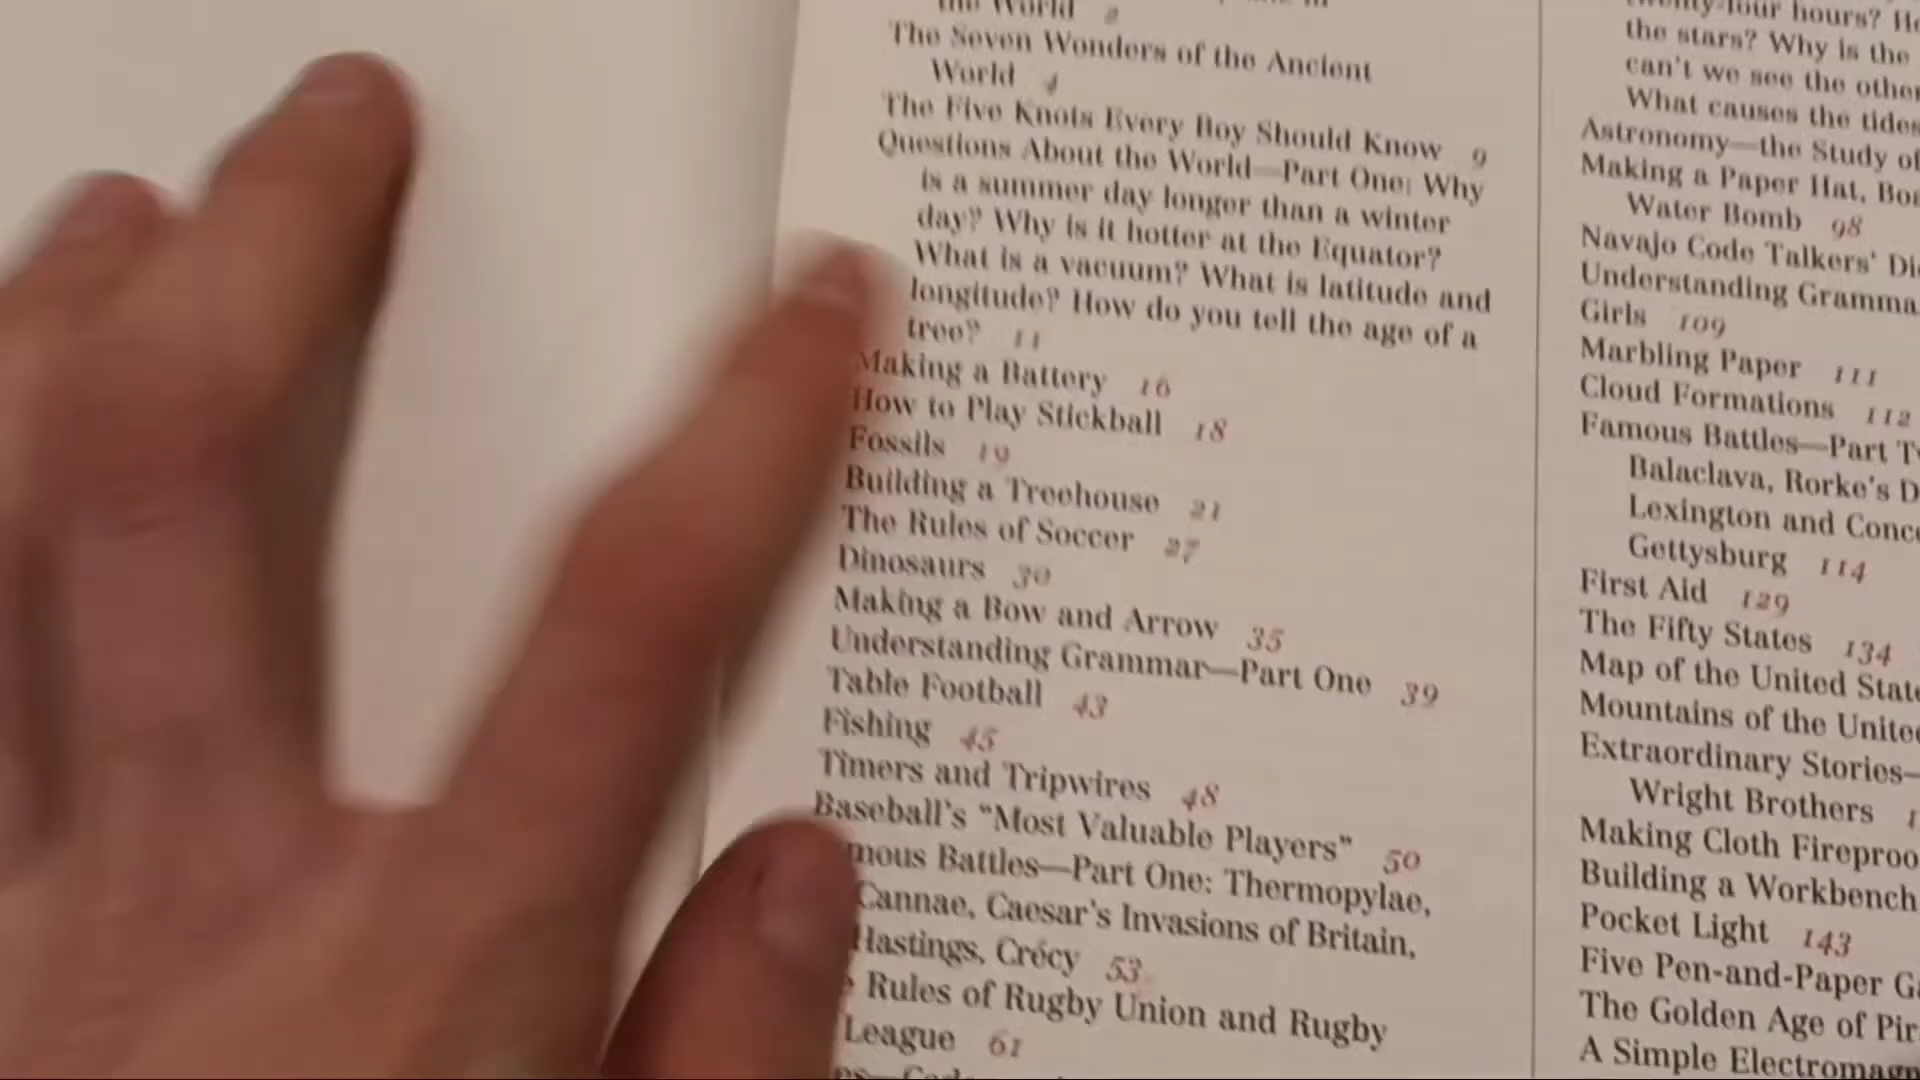 the World 2
The Seven Wonders of the Ancient
World 4
The Five Knots Every Boy Should Know 9
Questions About the World—Part One: Why
is a summer day longer than a winter
day? Why is it hotter at the Equator?
What is a vacuum? What is latitude and
longitude? How do you tell the age of a
tree? 11
Making a Battery 16
How to Play Stickball 18
Fossils 19
Building a Treehouse 21
The Rules of Soccer 27
Dinosaurs 30
Making a Bow and Arrow 35
Understanding Grammar—Part One 39
Table Football 43
Fishing 45
Timers and Tripwires 48
Baseball's "Most Valuable Players" 50
mous Battles—Part One: Thermopylae,
Cannae, Caesar's Invasions of Britain,
Hastings, Crécy 53
Rules of Rugby Union and Rugby
League 61
twenty-four hours?
the stars? Why is the
can't we see the other
What causes the tides
Astronomy—the Study of
Making a Paper Hat,
Water Bomb 98
Navajo Code Talkers'
Understanding
Girls 109
Marbling Paper 111
Cloud Formations 112
Famous Battles—Part
Balaclava, Rorke's
Lexington and
Gettysburg 114
First Aid 129
The Fifty States 134
Map of the United
Mountains of the
Extraordinary Stories—
Wright Brothers
Making Cloth
Building a Workbench
Pocket Light 143
Five Pen-and-Paper
The Golden Age of
A Simple